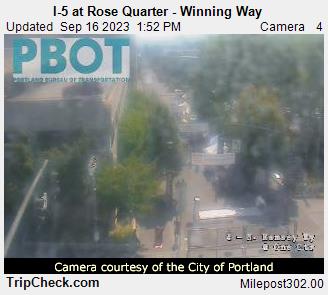 I-5 at Rose Quarter - Winning Way
Updated Sep 16 2023 1:52 PM Camera 4
PBOT
PORTLAND BUREAU OF TRANSPORTATION
Camera courtesy of the City of Portland
TripCheck.com Milepost302.00